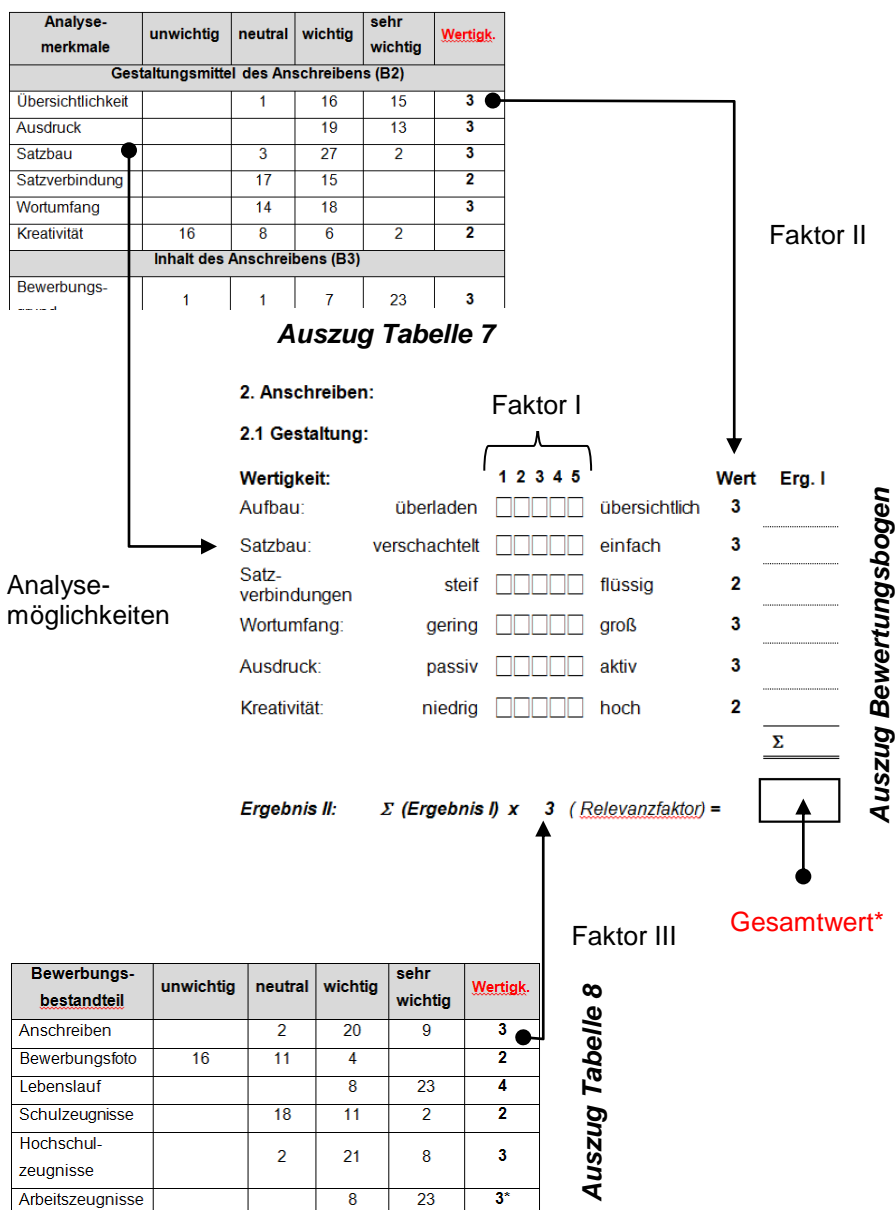 Analyse-
merkmale unwichtig neutral wichtig sehr wichtig Wertigk.
Gestaltungsmittel des Anschreibens (B2)
Übersichtlichkeit 1 16 15 3
Ausdruck 19 13 3
Satzbau 3 27 2 3
Satzverbindung 17 15 2
Wortumfang 14 18 3
Kreativität 16 8 6 2 2
Inhalt des Anschreibens (B3)
Bewerbungs- 1 1 7 23 3
Faktor II
Auszug Tabelle 7
2. Anschreiben:
Faktor I
2.1 Gestaltung:
Wertigkeit: 1 2 3 4 5 Wert Erg. I
Aufbau: überladen übersichtlich 3
Satzbau: verschachtelt einfach 3
Satz-
verbindungen steif flüssig 2
Wortumfang: gering groß 3
Ausdruck: passiv aktiv 3
Kreativität: niedrig hoch 2
Σ
Analyse-
möglichkeiten
Auszug Bewertungsbogen
Ergebnis II: Σ (Ergebnis I) x 3 ( Relevanzfaktor) =
Gesamtwert*
Faktor III
Bewerbungs-
bestandteil unwichtig neutral wichtig sehr wichtig Wertigk.
Anschreiben 2 20 9 3
Bewerbungsfoto 16 11 4 2
Lebenslauf 8 23 4
Schulzeugnisse 18 11 2 2
Hochschul-
zeugnisse 2 21 8 3
Arbeitszeugnisse 8 23 3*
Auszug Tabelle 8